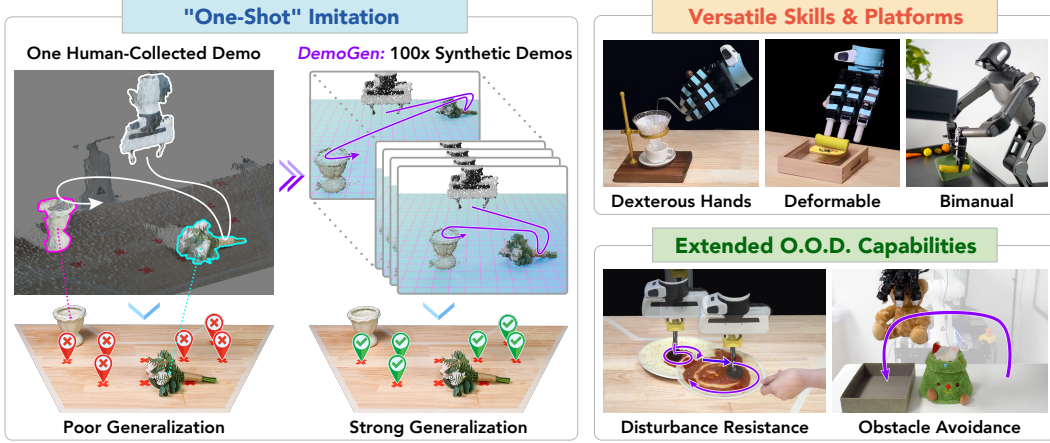 "One-Shot" Imitation
One Human-Collected Demo
DemoGen: 100x Synthetic Demos
Poor Generalization
Strong Generalization
Versatile Skills & Platforms
Dexterous Hands
Deformable
Bimanual
Extended O.O.D. Capabilities
Disturbance Resistance
Obstacle Avoidance